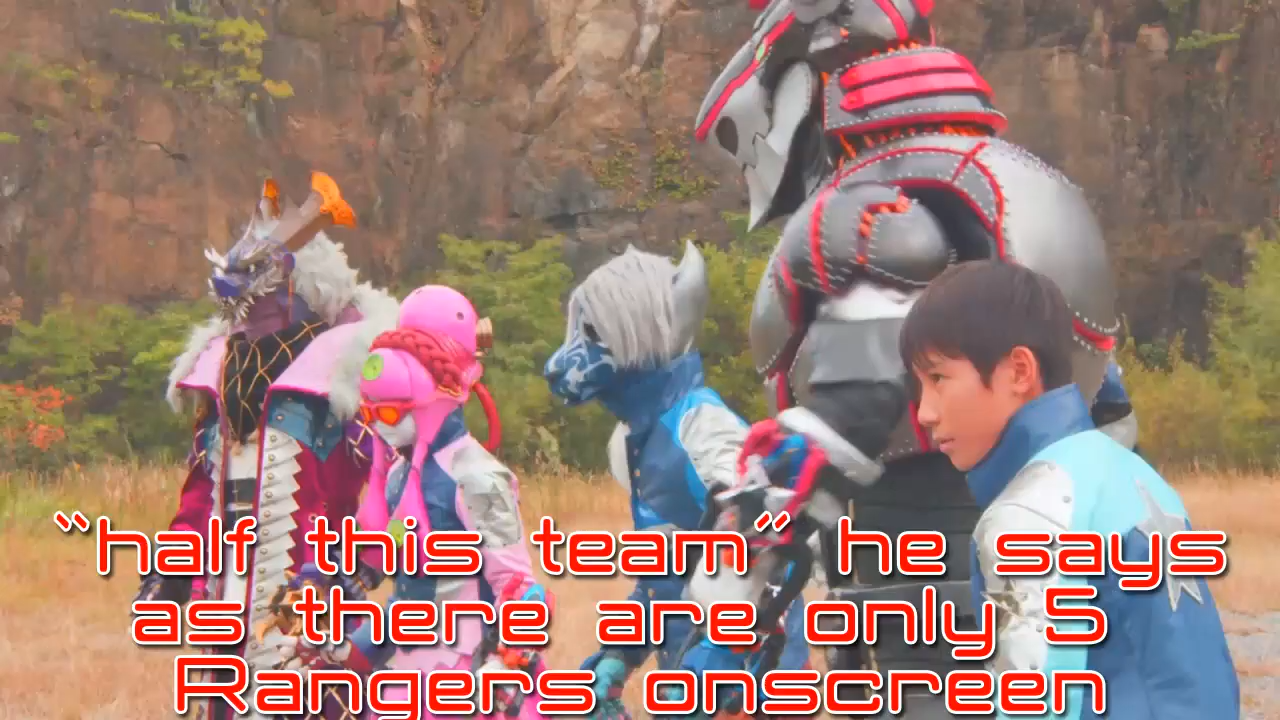 “half this team” he says
as there are only 5
Rangers onscreen